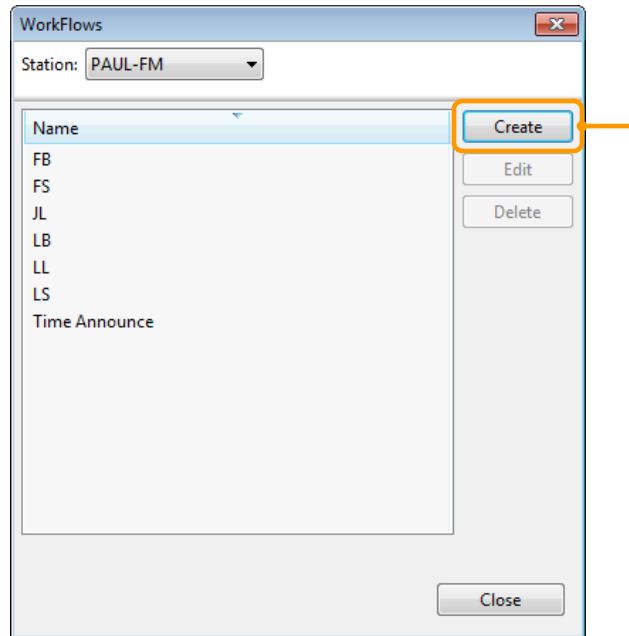 WorkFlows
Station: PAUL-FM
Name
Create
FB
Edit
FS
JL
Delete
LB
LL
LS
Time Announce
Close